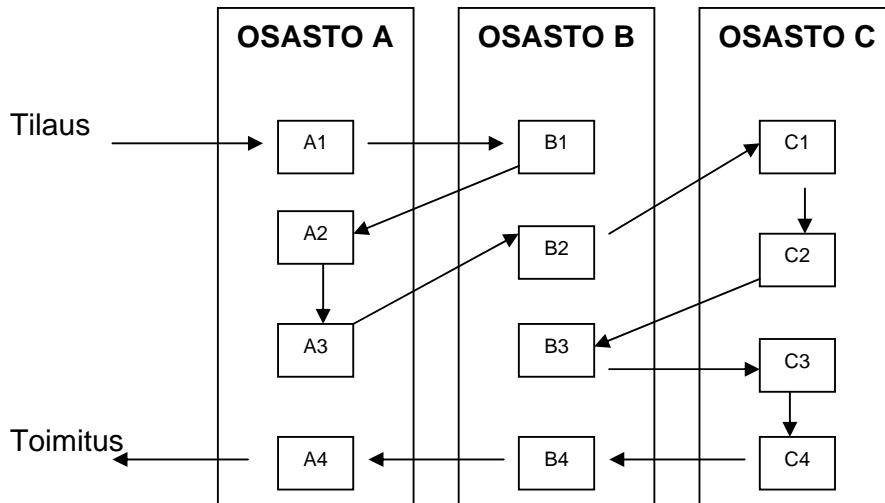 OSASTO A
OSASTO B
OSASTO C
Tilaus
A1
B1
C1
A2
B2
C2
A3
B3
C3
Toimitus
A4
B4
C4